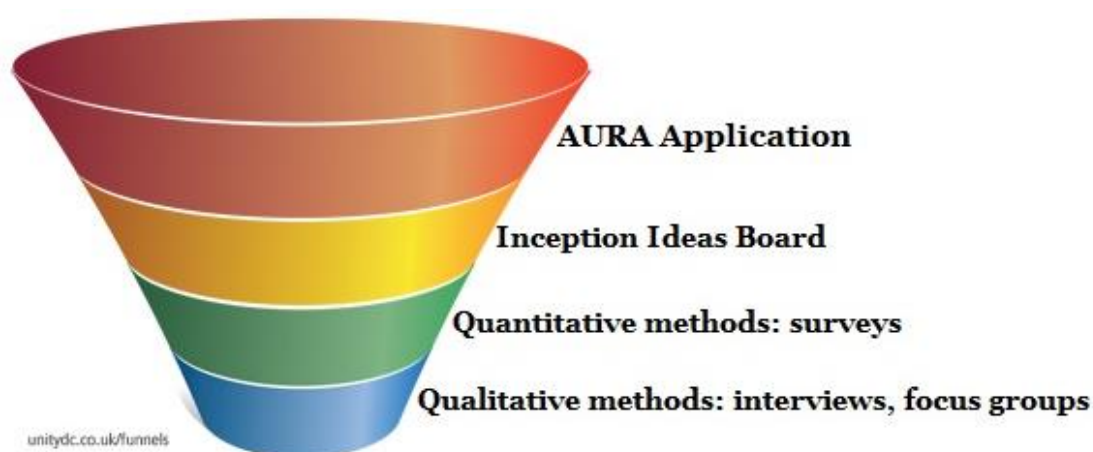 AURA Application
Inception Ideas Board
Quantitative methods: surveys
Qualitative methods: interviews, focus groups
unitydc.co.uk/funnels